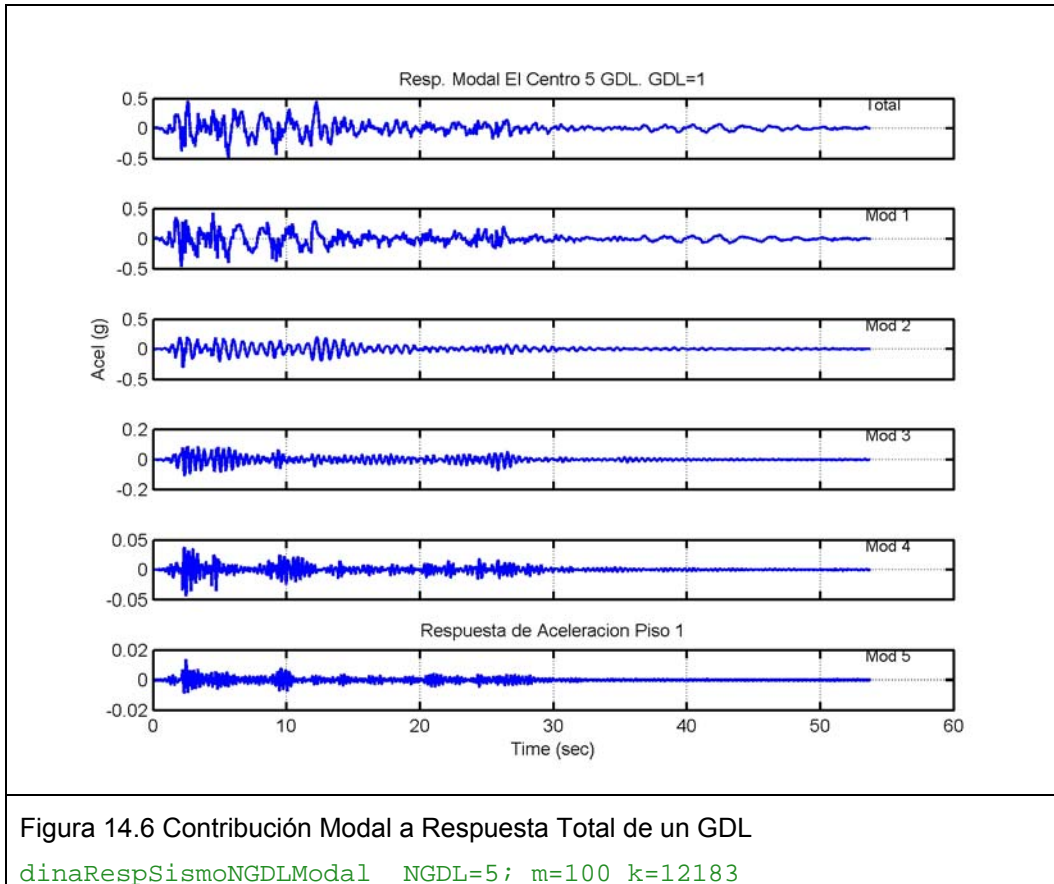 Resp. Modal El Centro 5 GDL. GDL=1
0.5
0
-0.5
Total
0.5
0
-0.5
Mod 1
0.5
0
-0.5
Mod 2
Acel (g)
0.2
0
-0.2
Mod 3
0.05
0
-0.05
Mod 4
Respuesta de Aceleracion Piso 1
0.02
0
-0.02
Mod 5
0 10 20 30 40 50 60
Time (sec)
Figura 14.6 Contribución Modal a Respuesta Total de un GDL
dinaRespSismoNGDLModal NGDL=5; m=100 k=12183